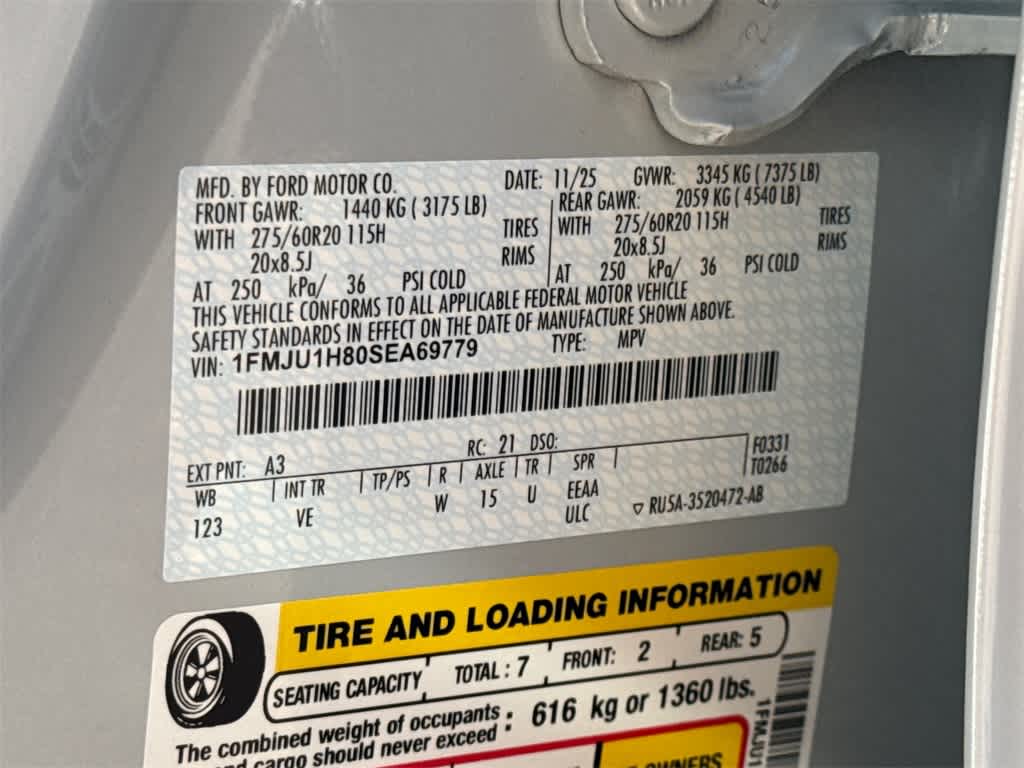 MFD. BY FORD MOTOR CO. DATE: 11/25 GVWR: 3345 KG ( 7375 LB)
FRONT GAWR: 1440 KG ( 3175 LB) REAR GAWR: 2059 KG ( 4540 LB)
WITH 275/60R20 115H TIRES WITH 275/60R20 115H TIRES
20x8.5J RIMS 20x8.5J RIMS
AT 250 kPa/ 36 PSI COLD AT 250 kPa/ 36 PSI COLD
THIS VEHICLE CONFORMS TO ALL APPLICABLE FEDERAL MOTOR VEHICLE
SAFETY STANDARDS IN EFFECT ON THE DATE OF MANUFACTURE SHOWN ABOVE.
VIN: 1FMJU1H80SEA69779 TYPE: MPV
EXT PNT: A3 RC: 21 DSO: F0331
WB INT TR TP/PS R AXLE TR SPR T0266
123 VE W 15 U EEAA
ULC ▽ RU5A-3520472-AB
TIRE AND LOADING INFORMATION
SEATING CAPACITY TOTAL : 7 FRONT: 2 REAR: 5
The combined weight of occupants : 616 kg or 1360 lbs.
and cargo should never exceed
1FMJU1
OWNERS